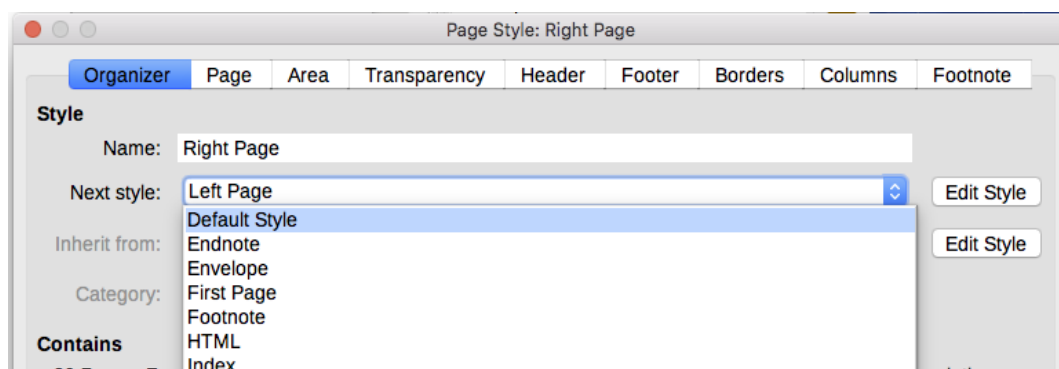 Page Style: Right Page
Organizer Page Area Transparency Header Footer Borders Columns Footnote
Style
Name: Right Page
Next style: Left Page Edit Style
Default Style
Inherit from: Endnote Edit Style
Envelope
Category: First Page
Footnote
Contains HTML
Index